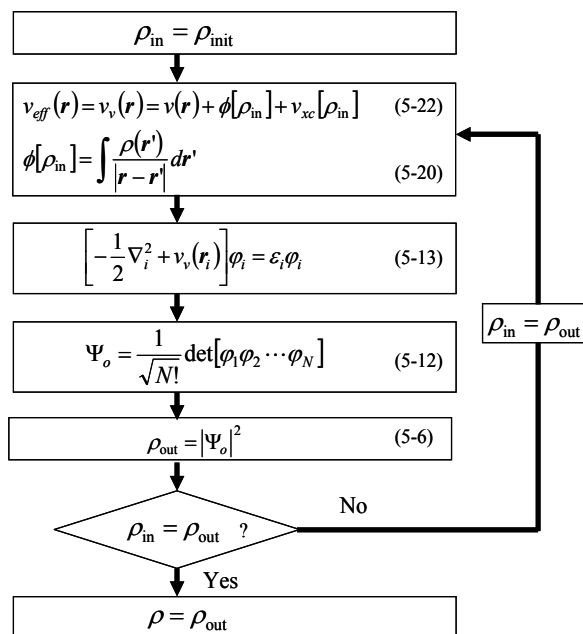 ρ_in = ρ_init
v_eff(r) = v_v(r) = v(r) + ϕ[ρ_in] + v_xc[ρ_in] (5-22)
ϕ[ρ_in] = ∫ ρ(r') / |r − r'| dr' (5-20)
[−1/2 ∇_i^2 + v_v(r_i)] φ_i = ε_i φ_i (5-13)
Ψ_o = 1/√N! det[φ_1 φ_2 ⋯ φ_N] (5-12)
ρ_in = ρ_out
ρ_out = |Ψ_o|^2 (5-6)
No
ρ_in = ρ_out ?
Yes
ρ = ρ_out